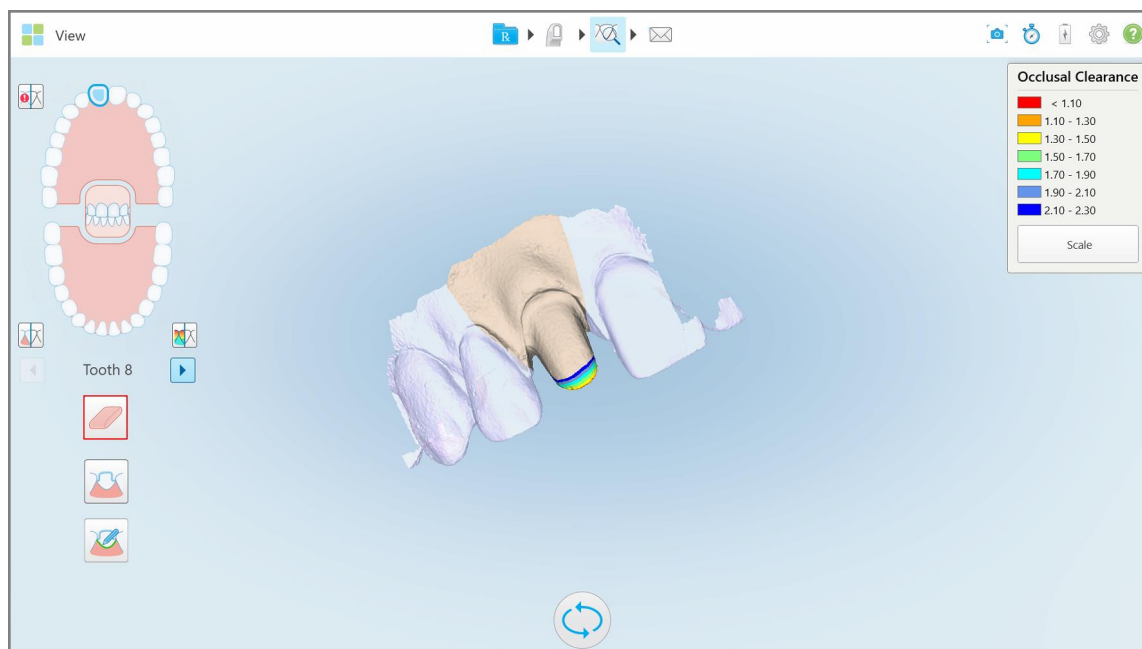 View
R
Occlusal Clearance
< 1.10
1.10 - 1.30
1.30 - 1.50
1.50 - 1.70
1.70 - 1.90
1.90 - 2.10
2.10 - 2.30
Scale
Tooth 8
?